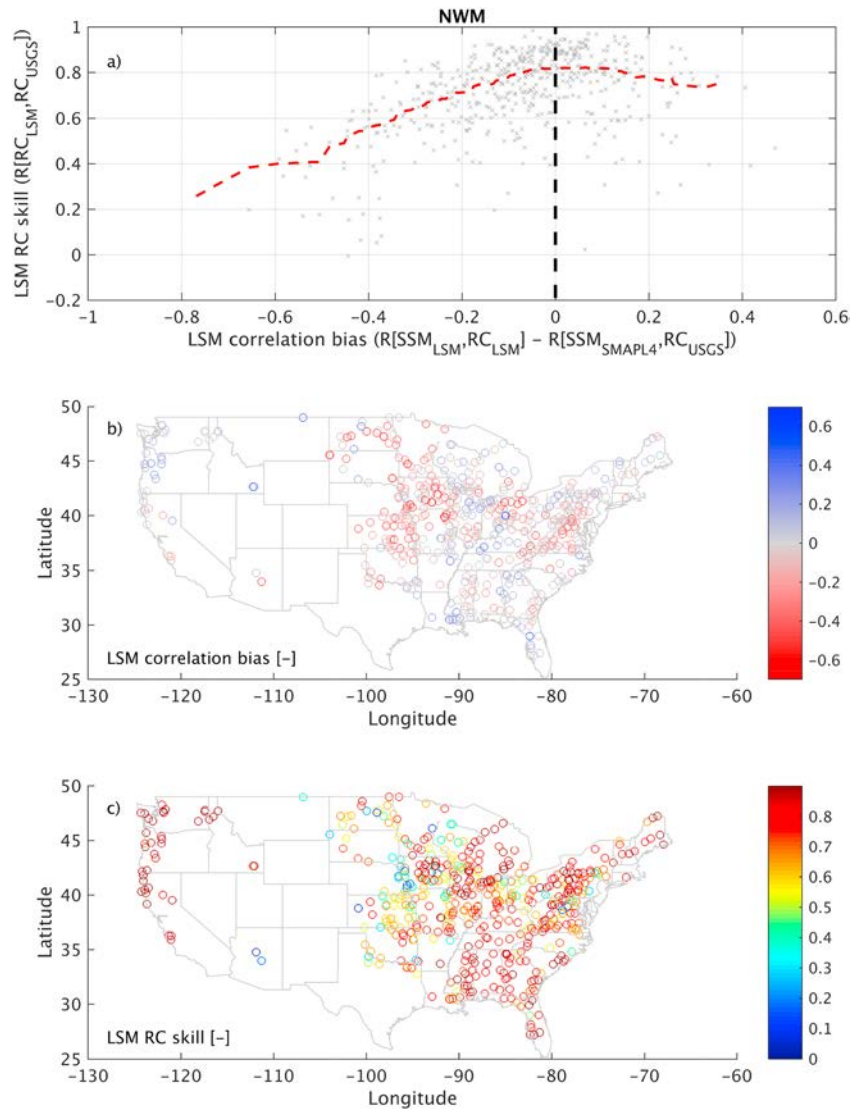 NWM
a)
LSM RC skill (R[RC_LSM,RC_USGS])
1
0.8
0.6
0.4
0.2
0
−0.2
−1 −0.8 −0.6 −0.4 −0.2 0 0.2 0.4 0.6
LSM correlation bias (R[SSM_LSM,RC_LSM] − R[SSM_SMAPL4,RC_USGS])
b)
Latitude
50
45
40
35
30
25
LSM correlation bias [−]
−130 −120 −110 −100 −90 −80 −70 −60
Longitude
0.6
0.4
0.2
0
−0.2
−0.4
−0.6
c)
Latitude
50
45
40
35
30
25
LSM RC skill [−]
−130 −120 −110 −100 −90 −80 −70 −60
Longitude
0.8
0.7
0.6
0.5
0.4
0.3
0.2
0.1
0